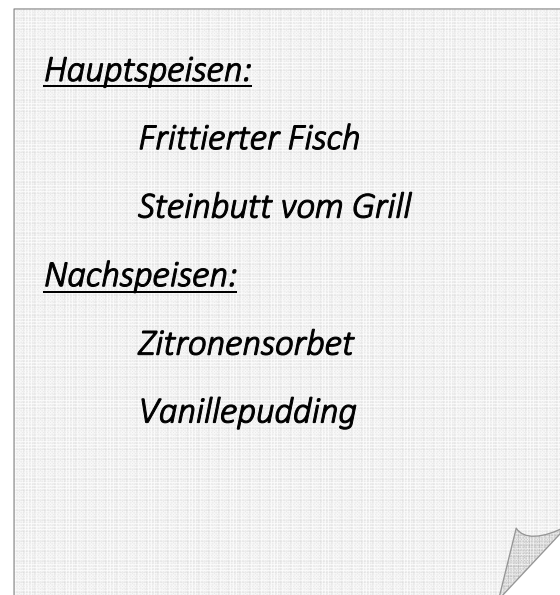 Hauptspeisen:
Frittierter Fisch
Steinbutt vom Grill
Nachspeisen:
Zitronensorbet
Vanillepudding